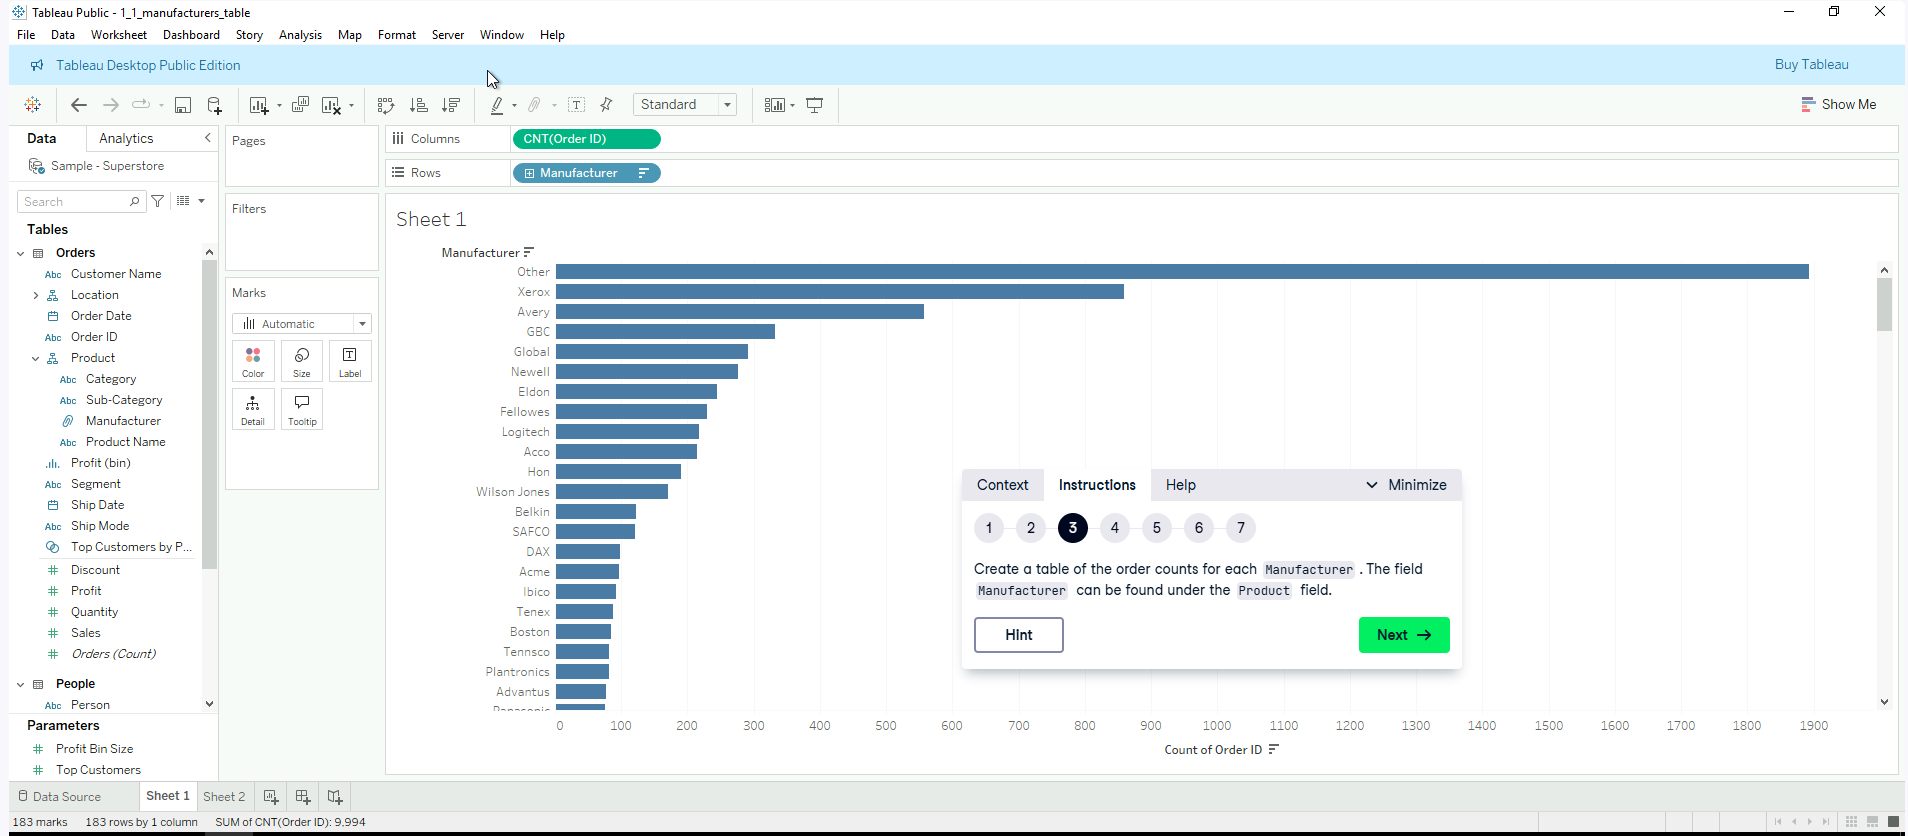 Tableau Public - 1_1_manufacturers_table
File Data Worksheet Dashboard Story Analysis Map Format Server Window Help
Tableau Desktop Public Edition Buy Tableau
Standard Show Me
Data Analytics
Sample - Superstore
Search
Tables
Orders
Abc Customer Name
Location
Order Date
Abc Order ID
Product
Abc Category
Abc Sub-Category
Manufacturer
Abc Product Name
Profit (bin)
Abc Segment
Ship Date
Abc Ship Mode
Top Customers by P...
# Discount
# Profit
# Quantity
# Sales
# Orders (Count)
People
Abc Person
Parameters
# Profit Bin Size
# Top Customers
Pages
Filters
Marks
Automatic
Color Size Label
Detail Tooltip
Columns CNT(Order ID)
Rows Manufacturer
Sheet 1
Manufacturer
Other
Xerox
Avery
GBC
Global
Newell
Eldon
Fellowes
Logitech
Acco
Hon
Wilson Jones
Belkin
SAFCO
DAX
Acme
Ibico
Tenex
Boston
Tennsco
Plantronics
Advantus
Panasonic
0 100 200 300 400 500 600 700 800 900 1000 1100 1200 1300 1400 1500 1600 1700 1800 1900
Count of Order ID
Context Instructions Help Minimize
1 2 3 4 5 6 7
Create a table of the order counts for each Manufacturer . The field
Manufacturer can be found under the Product field.
Hint Next
Data Source Sheet 1 Sheet 2
183 marks 183 rows by 1 column SUM of CNT(Order ID): 9,994